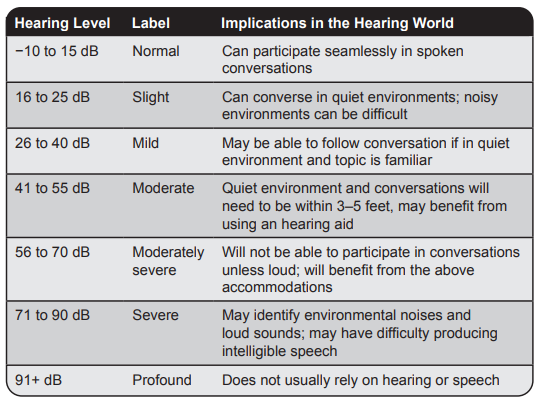 Hearing Level Label Implications in the Hearing World
−10 to 15 dB Normal Can participate seamlessly in spoken
conversations
16 to 25 dB Slight Can converse in quiet environments; noisy
environments can be difficult
26 to 40 dB Mild May be able to follow conversation if in quiet
environment and topic is familiar
41 to 55 dB Moderate Quiet environment and conversations will
need to be within 3–5 feet, may benefit from
using an hearing aid
56 to 70 dB Moderately Will not be able to participate in conversations
severe unless loud; will benefit from the above
accommodations
71 to 90 dB Severe May identify environmental noises and
loud sounds; may have difficulty producing
intelligible speech
91+ dB Profound Does not usually rely on hearing or speech